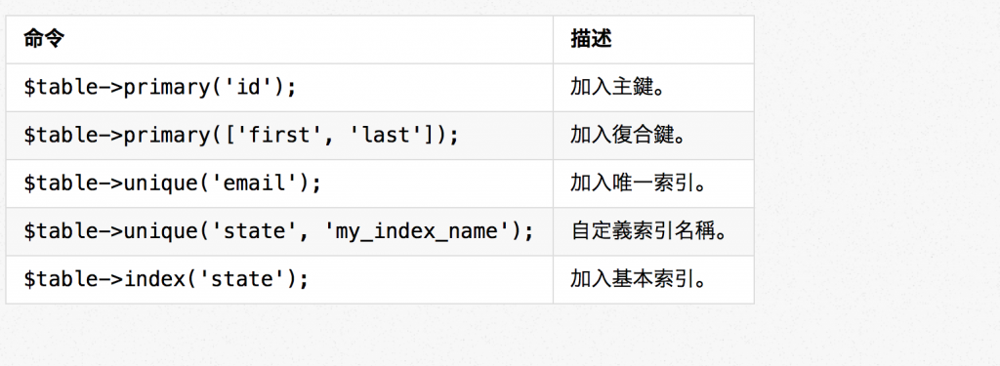 命令 描述
$table->primary('id'); 加入主鍵。
$table->primary(['first', 'last']); 加入復合鍵。
$table->unique('email'); 加入唯一索引。
$table->unique('state', 'my_index_name'); 自定義索引名稱。
$table->index('state'); 加入基本索引。